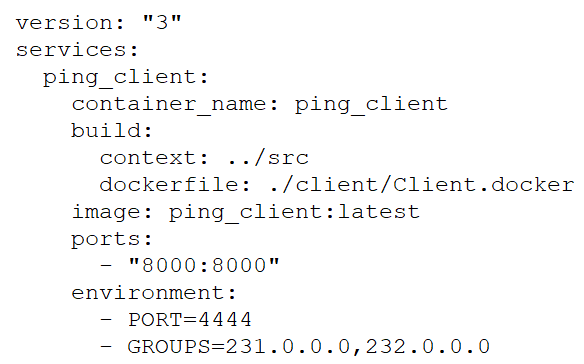 version: "3"
services:
  ping_client:
    container_name: ping_client
    build:
      context: ../src
      dockerfile: ./client/Client.docker
    image: ping_client:latest
    ports:
      - "8000:8000"
    environment:
      - PORT=4444
      - GROUPS=231.0.0.0,232.0.0.0